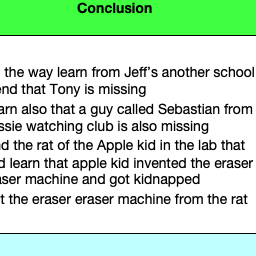 Conclusion
the way learn from Jeff's another school
end that Tony is missing
arn also that a guy called Sebastian from
ssie watching club is also missing
d the rat of the Apple kid in the lab that
d learn that apple kid invented the eraser
aser machine and got kidnapped
t the eraser eraser machine from the rat